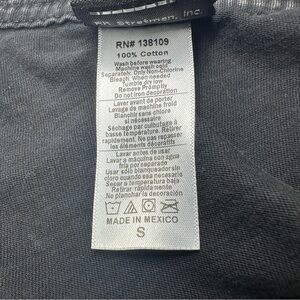 Fit Stretmen, Inc.
RN# 138109
100% Cotton
Wash before wearing
Machine wash cold
Separately. Only Non-Chlorine
Bleach. When needed
Tumble dry low
Remove Promptly
Do not iron decoration
Laver avant de porter
Lavage de machine froid
Blanchir sans chlore
si nécessaire
Séchage par culbutage à
basse température. Retirer
rapidement. Ne pas repasser
les éléments décoratifs
Lavar antes de usar
Lavar a máquina con agua
fria por separado
Usar sólo blanqueador sin
cloro cuando sea necesario
Secar a temperatura baja
Retirar rápidamente
No planchar la decoración
MADE IN MEXICO
S